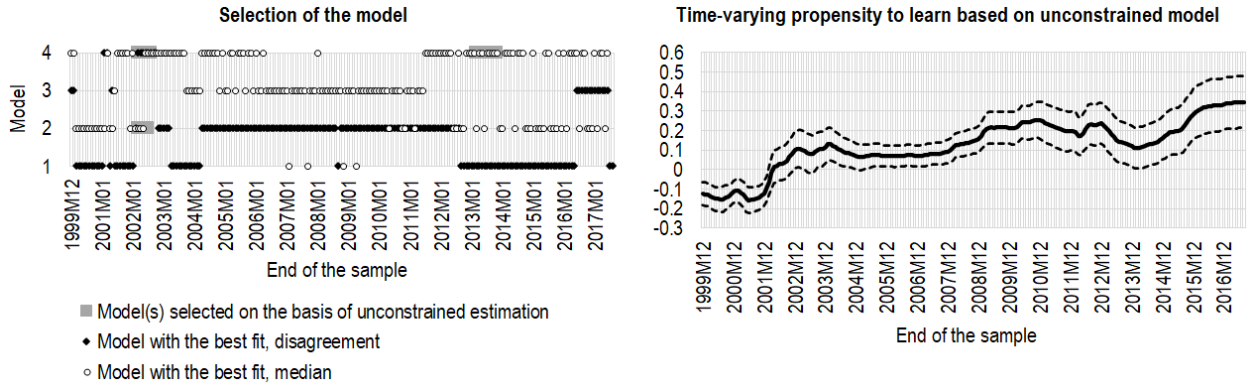 Selection of the model
4
3
2
1
Model
1999M12
2001M01
2002M01
2003M01
2004M01
2005M01
2006M01
2007M01
2008M01
2009M01
2010M01
2011M01
2012M01
2013M01
2014M01
2015M01
2016M01
2017M01
End of the sample
Model(s) selected on the basis of unconstrained estimation
Model with the best fit, disagreement
Model with the best fit, median
Time-varying propensity to learn based on unconstrained model
0.6
0.5
0.4
0.3
0.2
0.1
0
-0.1
-0.2
-0.3
1999M12
2000M12
2001M12
2002M12
2003M12
2004M12
2005M12
2006M12
2007M12
2008M12
2009M12
2010M12
2011M12
2012M12
2013M12
2014M12
2015M12
2016M12
End of the sample